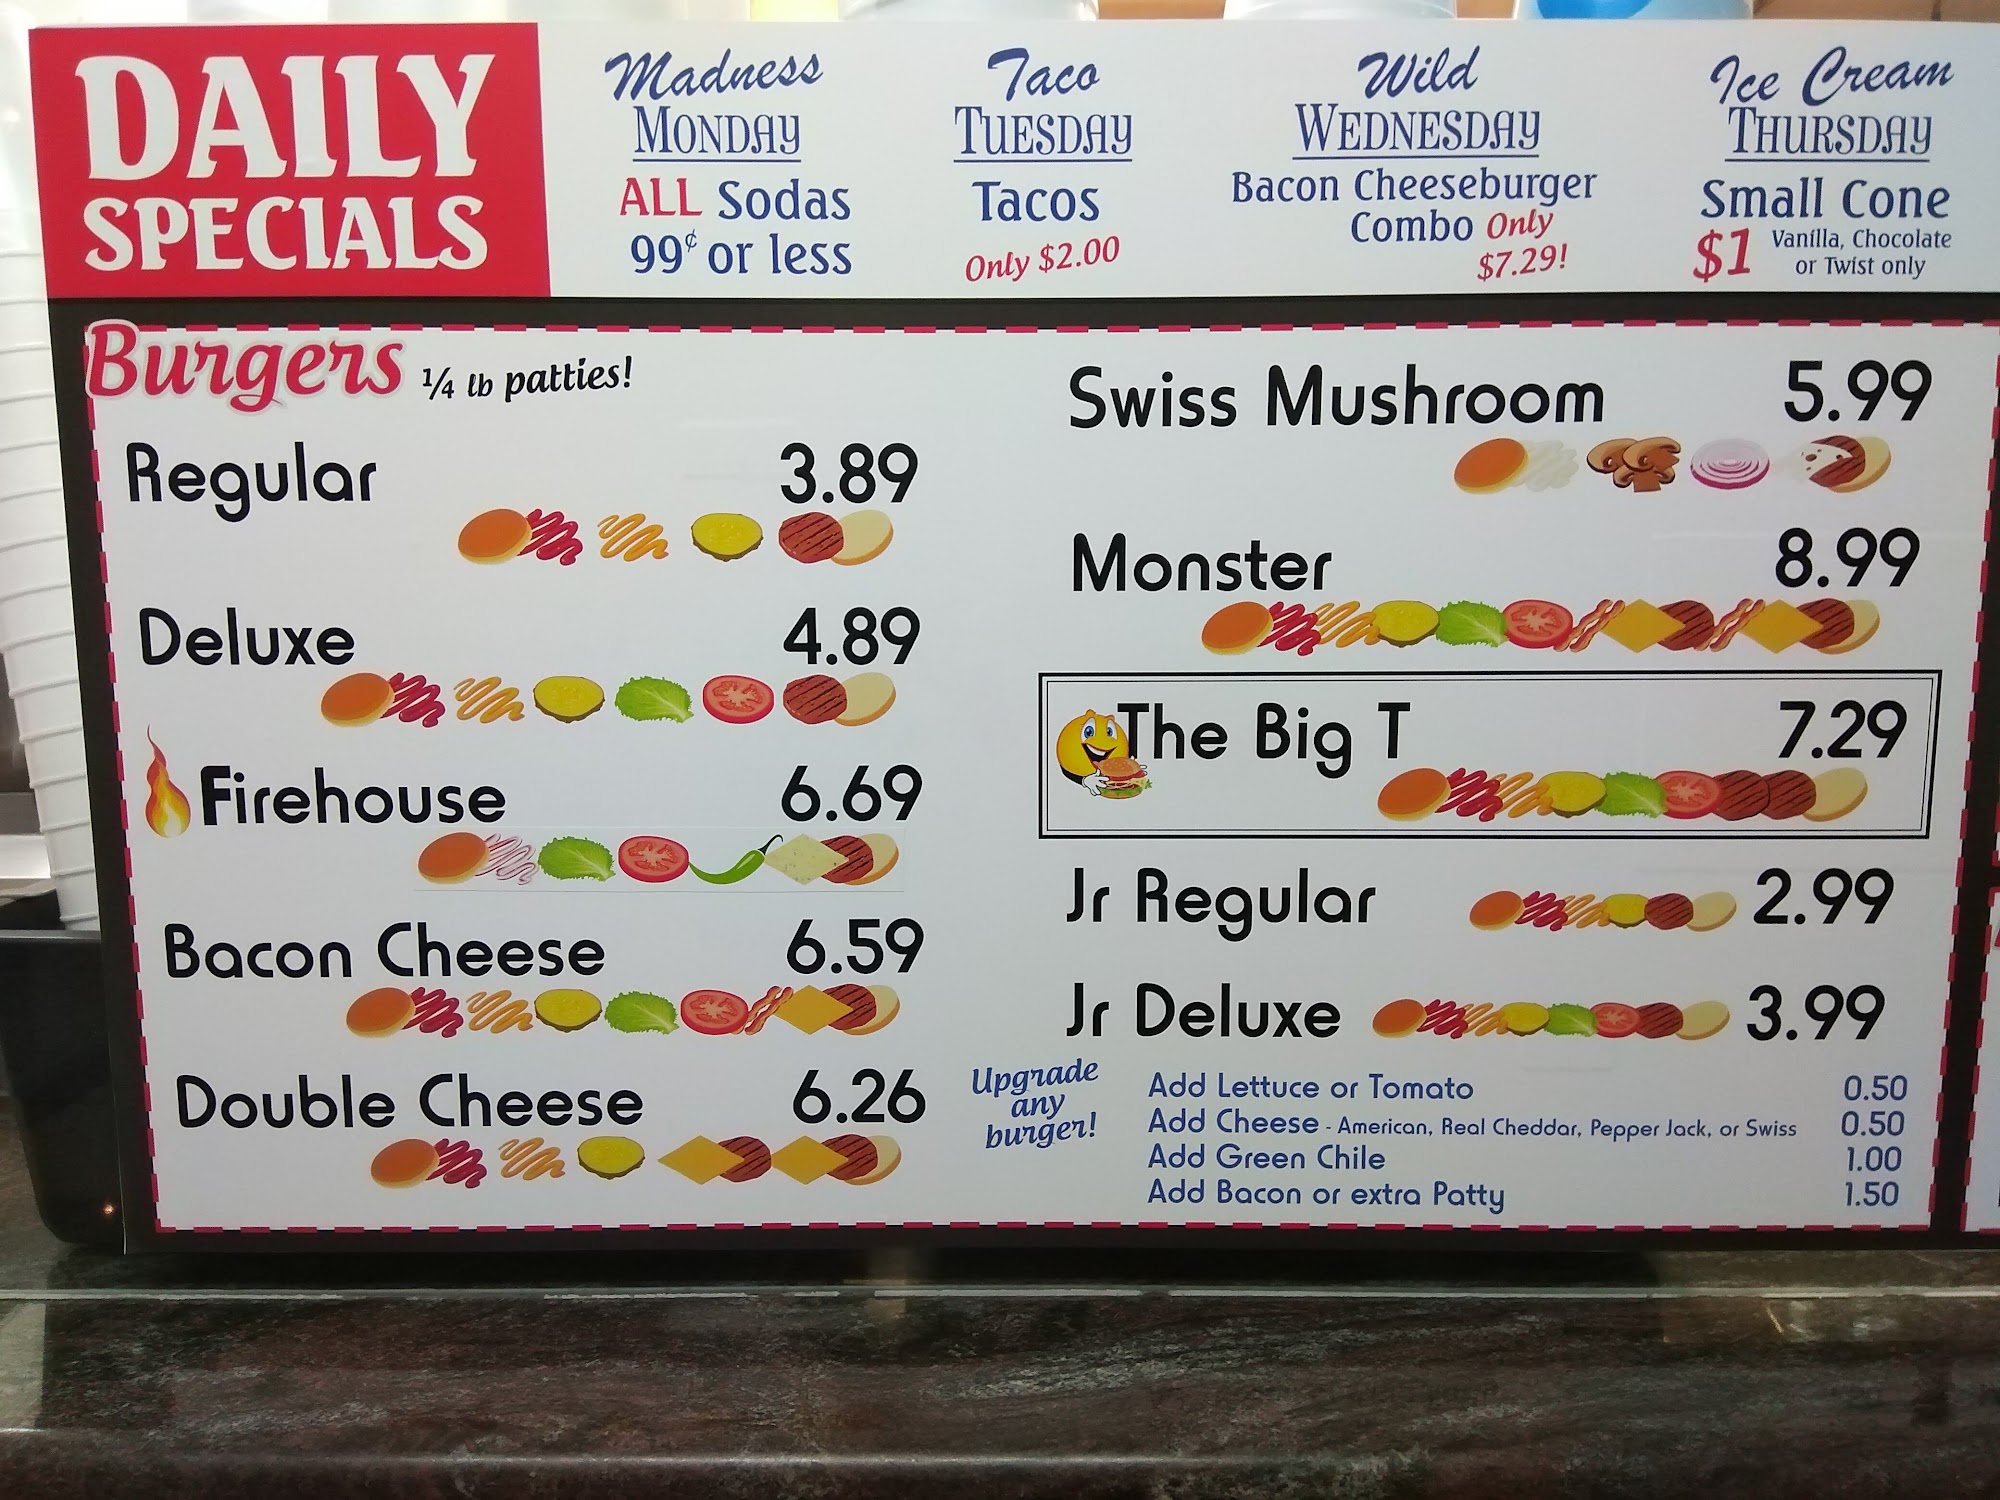 DAILY
SPECIALS
Madness
MONDAY
ALL Sodas
99¢ or less
Taco
TUESDAY
Tacos
Only $2.00
Wild
WEDNESDAY
Bacon Cheeseburger
Combo Only
$7.29!
Ice Cream
THURSDAY
Small Cone
$1 Vanilla, Chocolate
or Twist only
Burgers 1/4 lb patties!
Regular 3.89
Deluxe 4.89
Firehouse 6.69
Bacon Cheese 6.59
Double Cheese 6.26
Swiss Mushroom 5.99
Monster 8.99
The Big T 7.29
Jr Regular 2.99
Jr Deluxe 3.99
Upgrade
any
burger!
Add Lettuce or Tomato 0.50
Add Cheese - American, Real Cheddar, Pepper Jack, or Swiss 0.50
Add Green Chile 1.00
Add Bacon or extra Patty 1.50